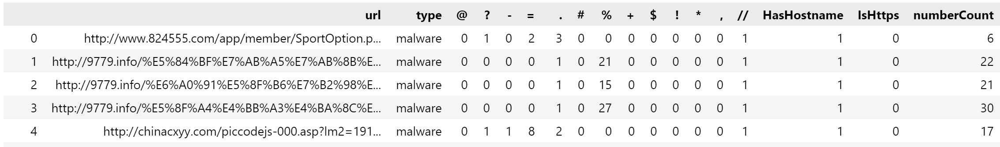 url type @ ? - = . # % + $ ! * , // HasHostname IsHttps numberCount
0 http://www.824555.com/app/member/SportOption.p... malware 0 1 0 2 3 0 0 0 0 0 0 0 1 1 0 6
1 http://9779.info/%E5%84%BF%E7%AB%A5%E7%AB%8B%E... malware 0 0 0 0 1 0 21 0 0 0 0 0 1 1 0 22
2 http://9779.info/%E6%A0%91%E5%8F%B6%E7%B2%98%E... malware 0 0 0 0 1 0 15 0 0 0 0 0 1 1 0 21
3 http://9779.info/%E5%8F%A4%E4%BB%A3%E4%BA%8C%E... malware 0 0 0 0 1 0 27 0 0 0 0 0 1 1 0 30
4 http://chinacxyy.com/piccodejs-000.asp?lm2=191... malware 0 1 1 8 2 0 0 0 0 0 0 0 1 1 0 17